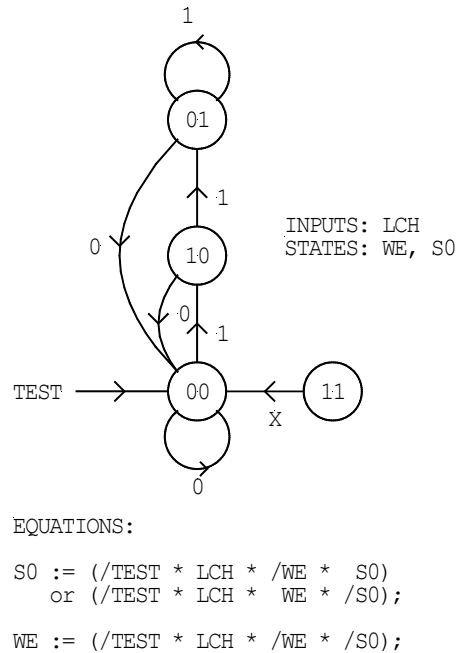 1
01
1
INPUTS: LCH
STATES: WE, S0
0
10
0
1
TEST
00
11
X
0
EQUATIONS:
S0 := (/TEST * LCH * /WE * S0)
or (/TEST * LCH * WE * /S0);
WE := (/TEST * LCH * /WE * /S0);